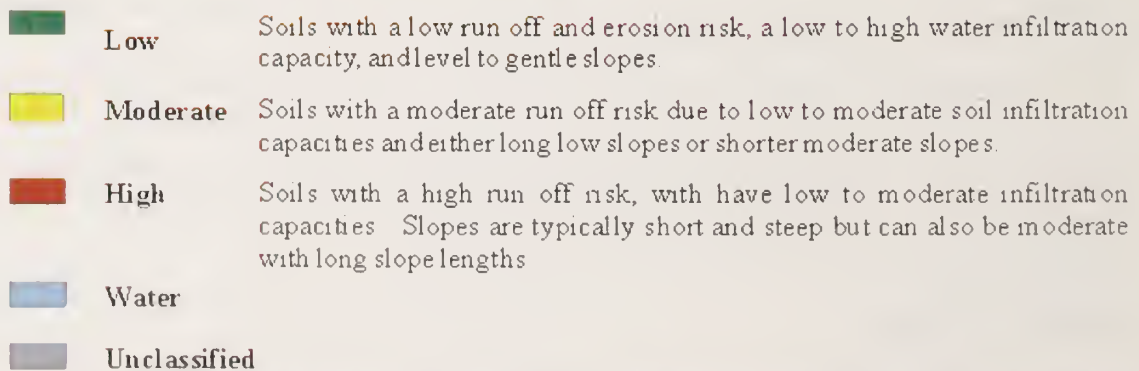 Low Soils with a low run off and erosion risk, a low to high water infiltration
capacity, and level to gentle slopes.
Moderate Soils with a moderate run off risk due to low to moderate soil infiltration
capacities and either long low slopes or shorter moderate slopes.
High Soils with a high run off risk, with have low to moderate infiltration
capacities Slopes are typically short and steep but can also be moderate
with long slope lengths
Water
Unclassified